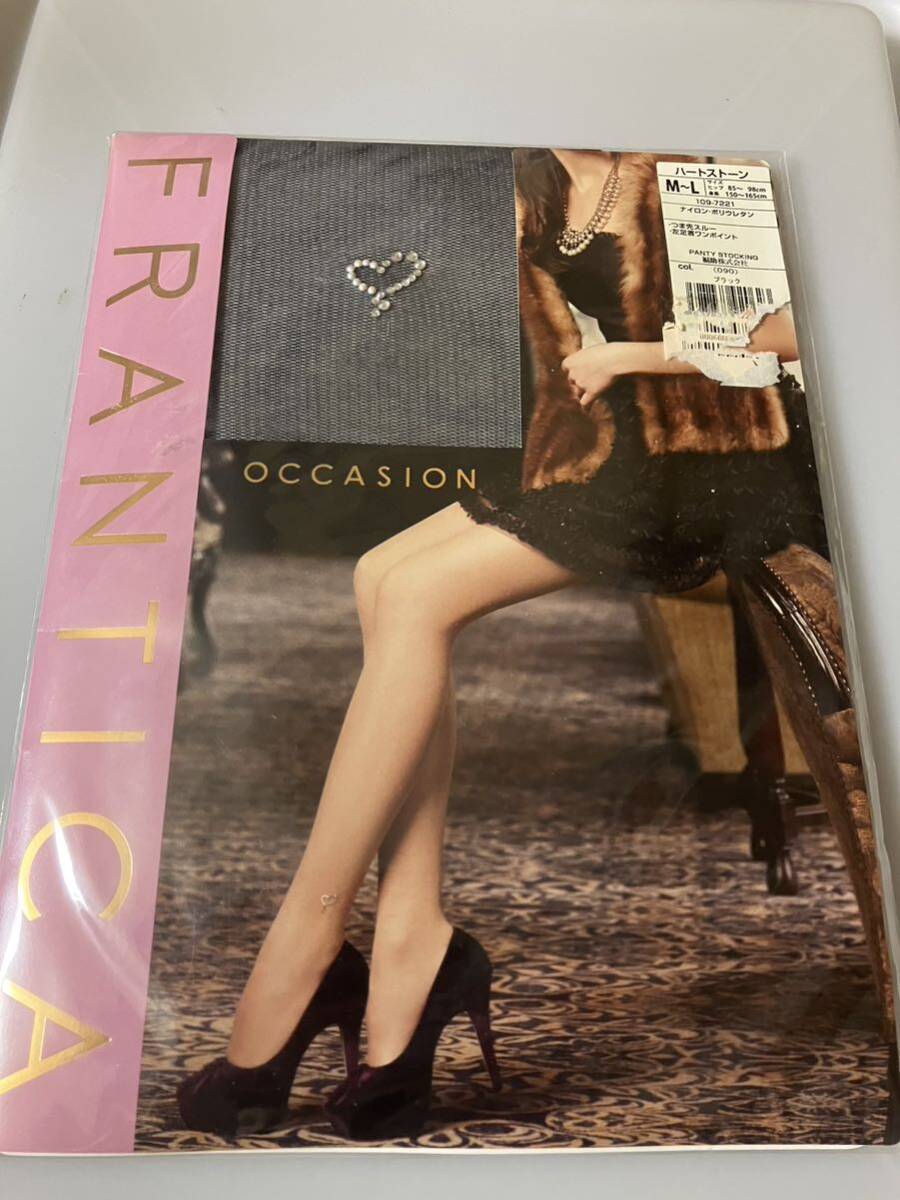 FRANTICA
OCCASION
ハートストーン
M~L サイズ
ヒップ 85~ 98cm
身長 150~165cm
109-7221
ナイロン・ポリウレタン
・つま先スルー
・左足首ワンポイント
PANTY STOCKING
福助株式会社
col. (090)
ブラック